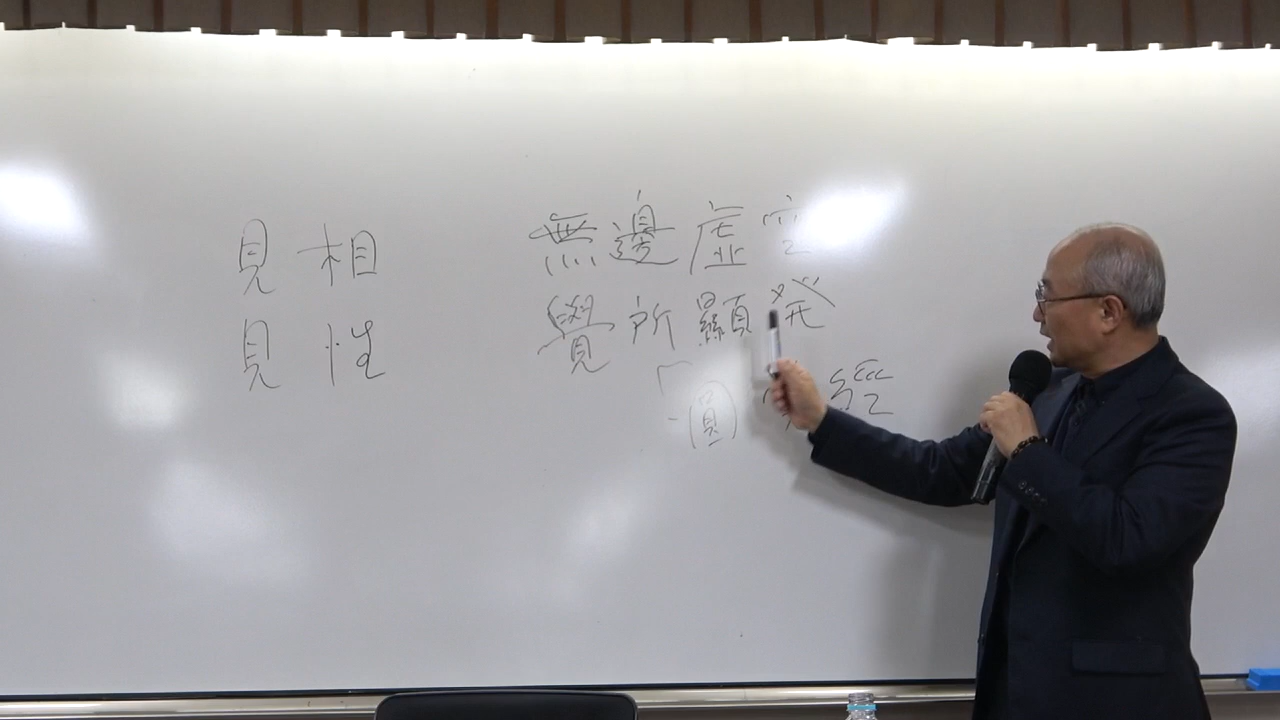 見相
見性
無邊虛空
覺所顯發
「圓 經